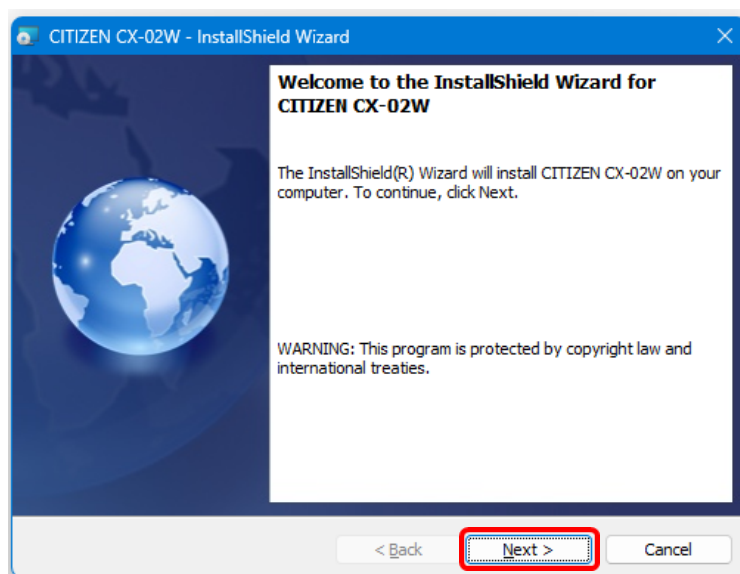 CITIZEN CX-02W - InstallShield Wizard
Welcome to the InstallShield Wizard for
CITIZEN CX-02W
The InstallShield(R) Wizard will install CITIZEN CX-02W on your
computer. To continue, click Next.
WARNING: This program is protected by copyright law and
international treaties.
< Back
Next >
Cancel